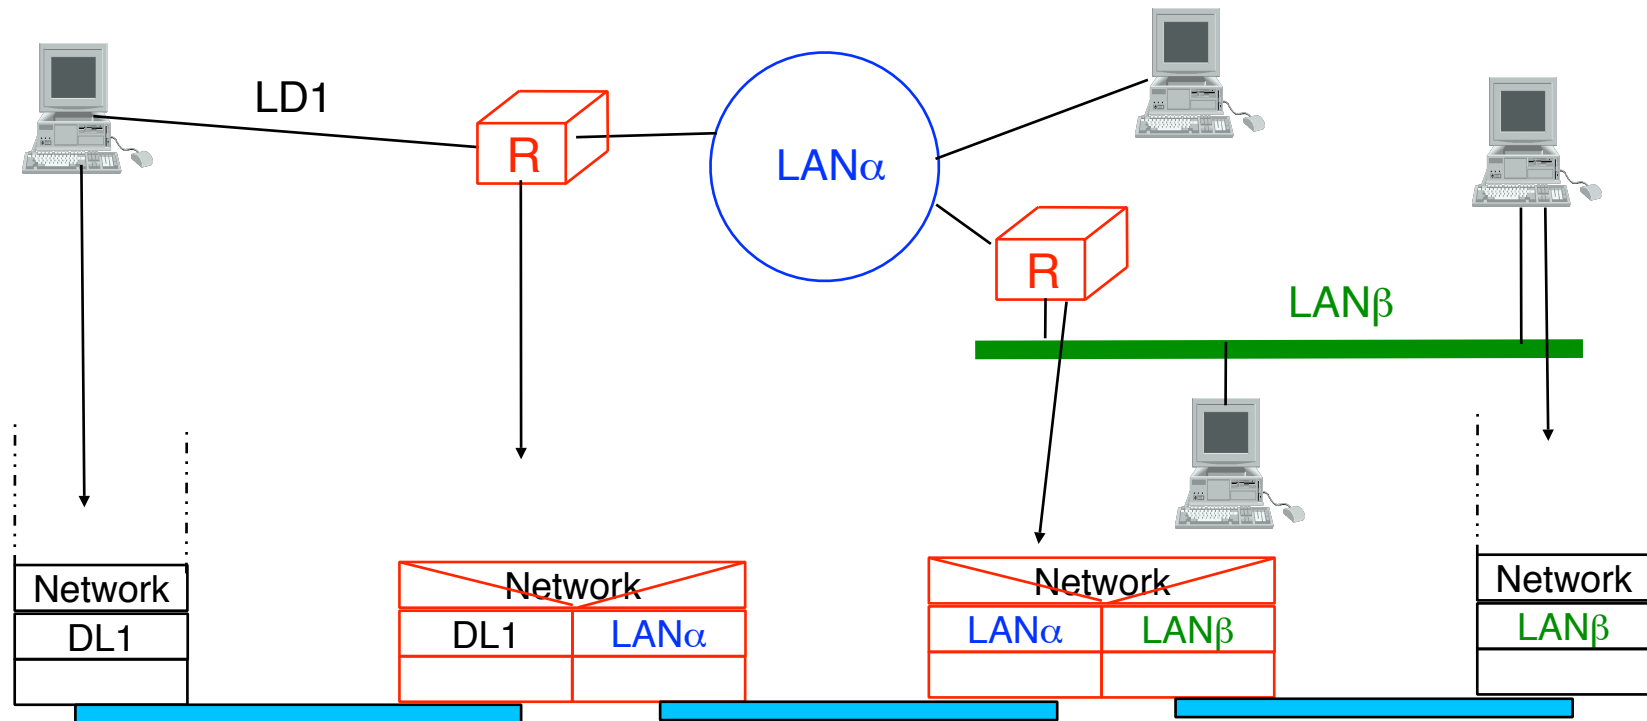 LD1
R
LANα
R
LANβ
Network
DL1
Network
DL1 LANα
Network
LANα LANβ
Network
LANβ